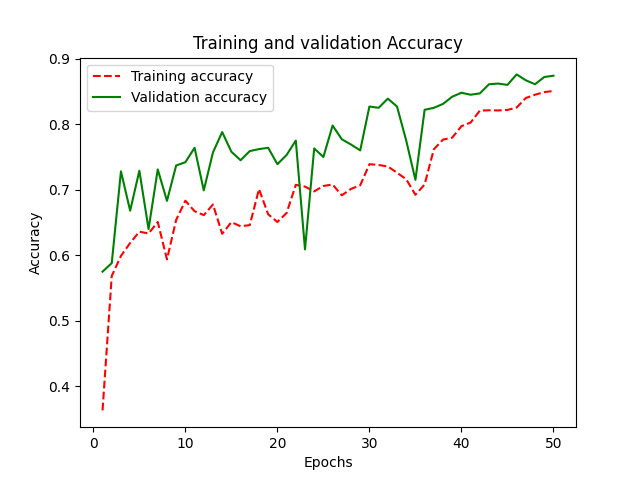 Training and validation Accuracy
Training accuracy
Validation accuracy
Accuracy
0.9
0.8
0.7
0.6
0.5
0.4
0 10 20 30 40 50
Epochs